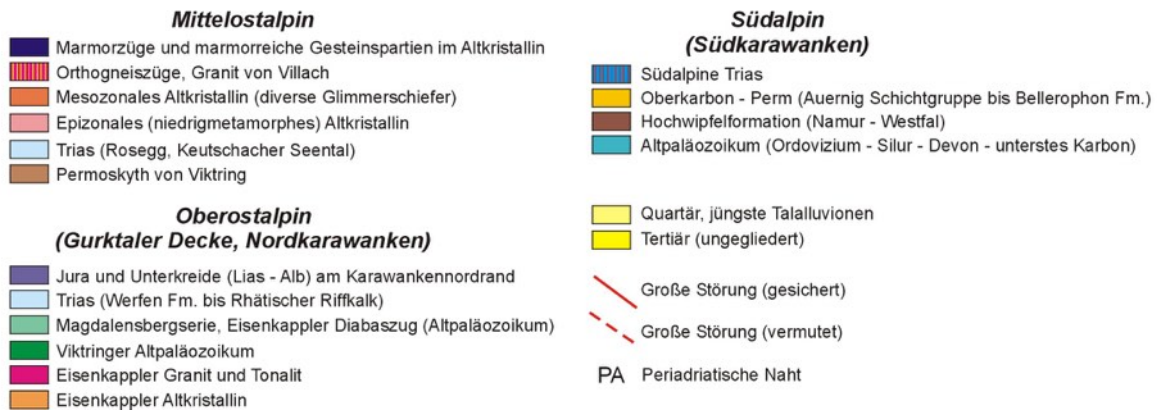 Mittelostalpin
Marmorzüge und marmorreiche Gesteinspartien im Altkristallin
Orthogneiszüge, Granit von Villach
Mesozonales Altkristallin (diverse Glimmerschiefer)
Epizonales (niedrigmetamorphes) Altkristallin
Trias (Rosegg, Keutschacher Seental)
Permoskyth von Viktring
Oberostalpin
(Gurktaler Decke, Nordkarawanken)
Jura und Unterkreide (Lias - Alb) am Karawankennordrand
Trias (Werfen Fm. bis Rhätischer Riffkalk)
Magdalensbergserie, Eisenkappler Diabaszug (Altpaläozoikum)
Viktringer Altpaläozoikum
Eisenkappler Granit und Tonalit
Eisenkappler Altkristallin
Südalpin
(Südkarawanken)
Südalpine Trias
Oberkarbon - Perm (Auernig Schichtgruppe bis Bellerophon Fm.)
Hochwipfelformation (Namur - Westfal)
Altpaläozoikum (Ordovizium - Silur - Devon - unterstes Karbon)
Quartär, jüngste Talalluvionen
Tertiär (ungegliedert)
Große Störung (gesichert)
Große Störung (vermutet)
PA Periadriatische Naht